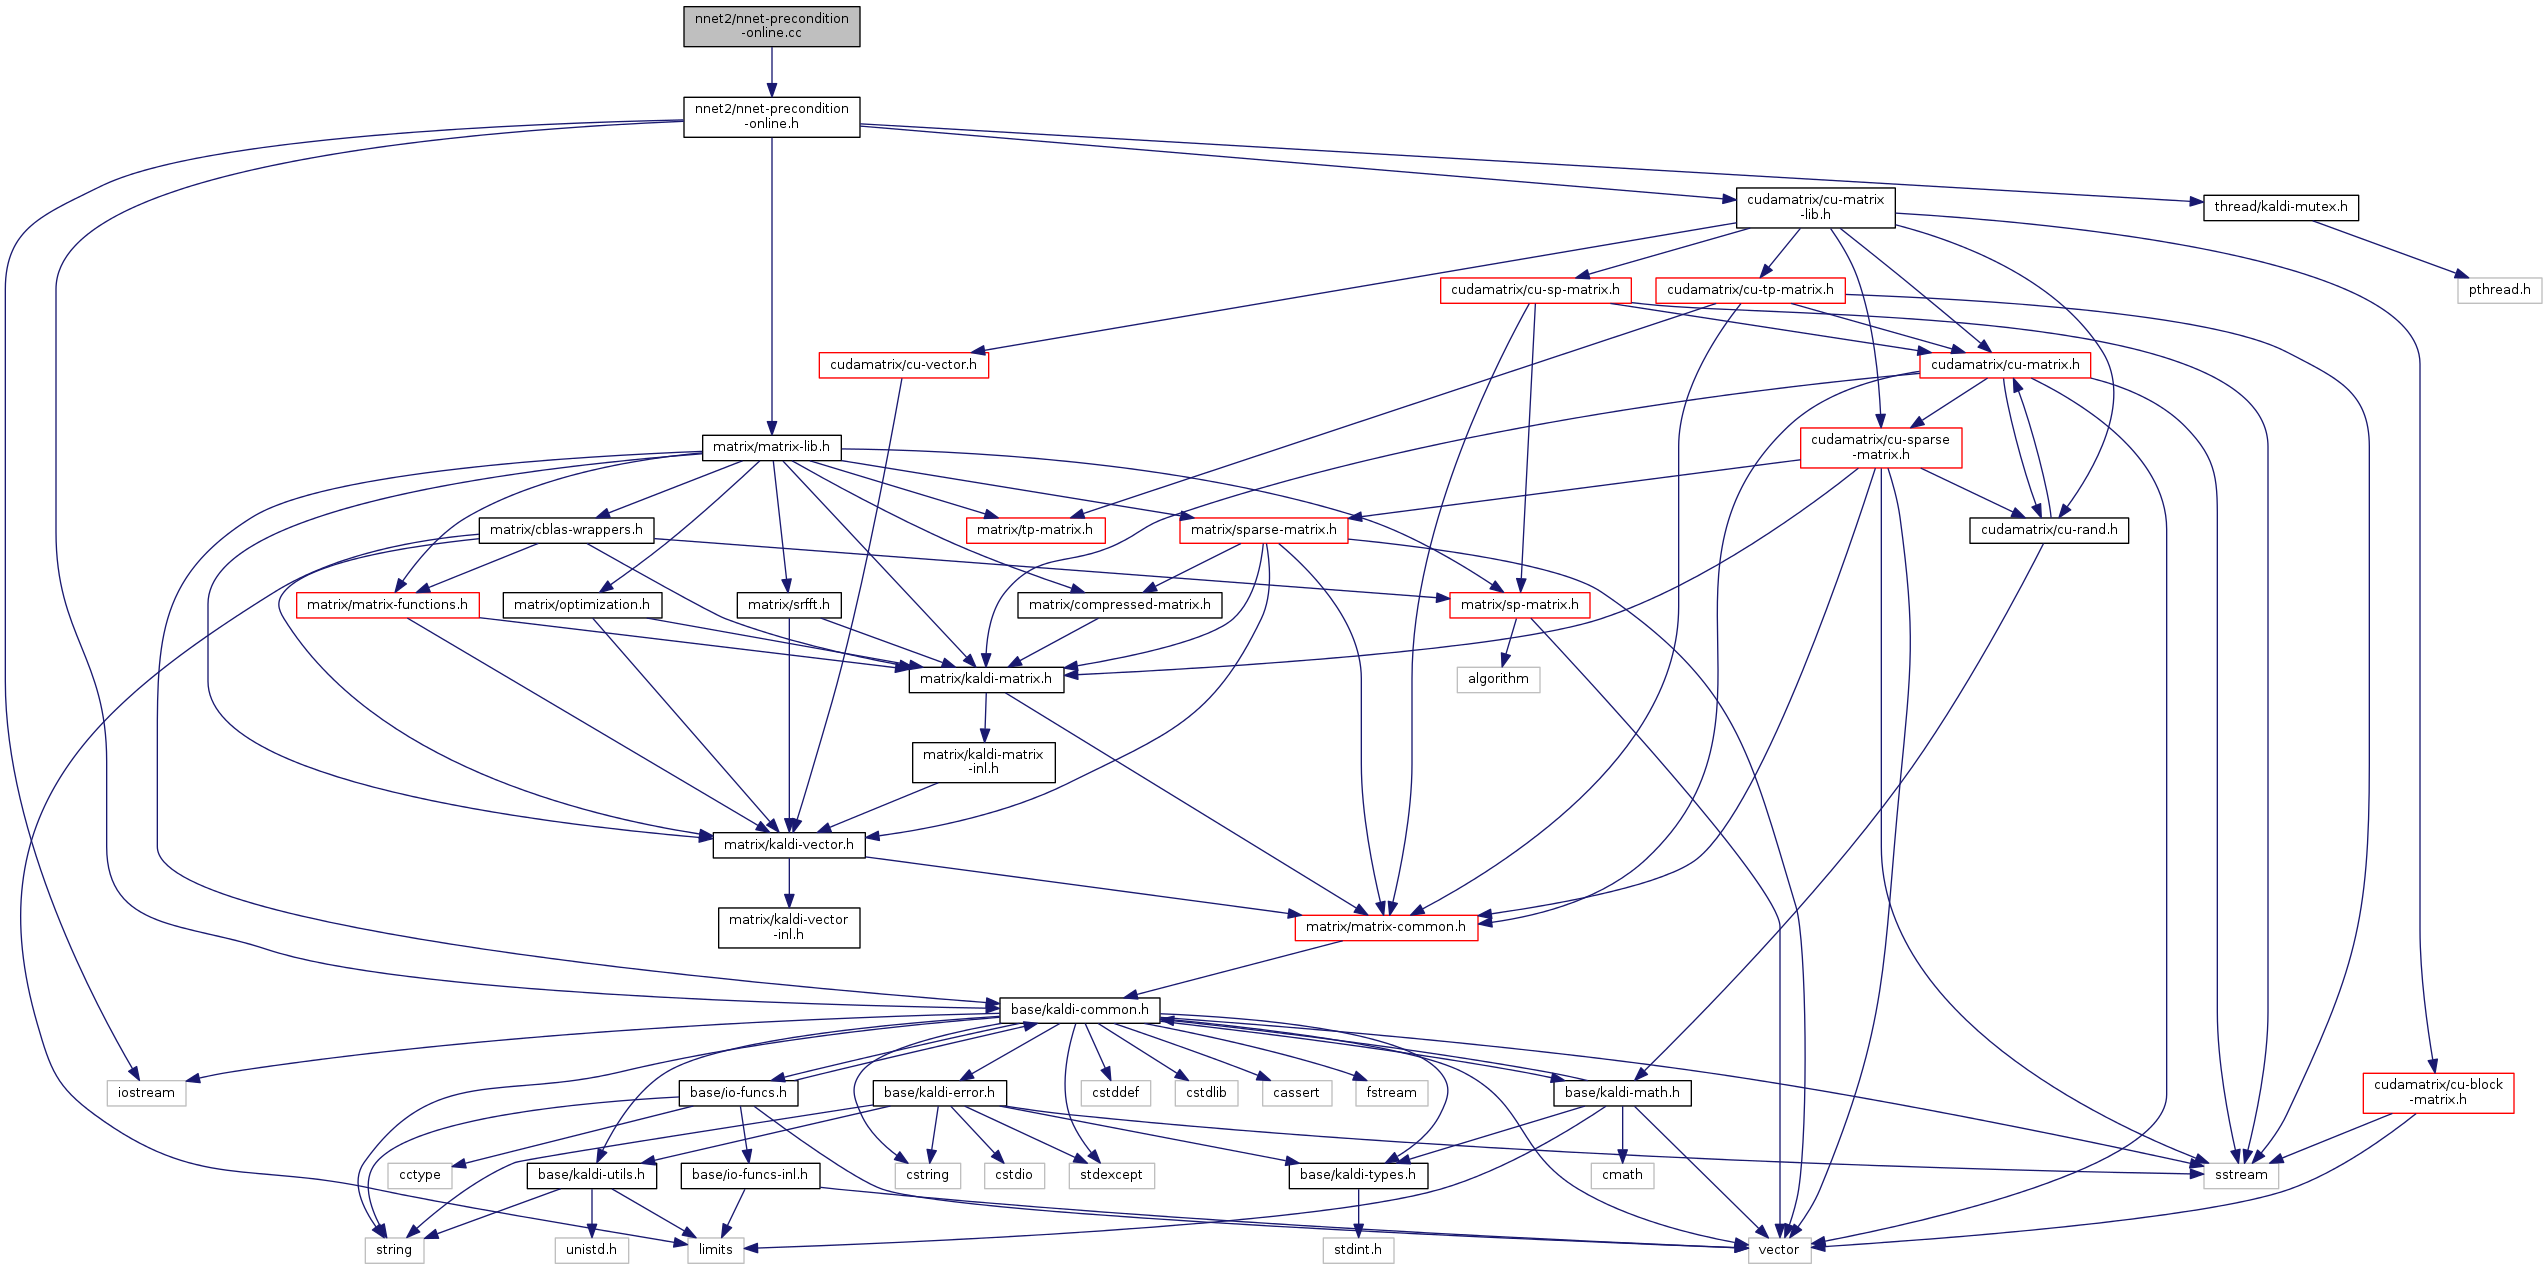 nnet2/nnet-precondition
-online.cc
nnet2/nnet-precondition
-online.h
cudamatrix/cu-matrix
-lib.h
thread/kaldi-mutex.h
cudamatrix/cu-sp-matrix.h
cudamatrix/cu-tp-matrix.h
pthread.h
cudamatrix/cu-vector.h
cudamatrix/cu-matrix.h
matrix/matrix-lib.h
cudamatrix/cu-sparse
-matrix.h
matrix/cblas-wrappers.h
matrix/tp-matrix.h
matrix/sparse-matrix.h
cudamatrix/cu-rand.h
matrix/matrix-functions.h
matrix/optimization.h
matrix/srfft.h
matrix/compressed-matrix.h
matrix/sp-matrix.h
matrix/kaldi-matrix.h
algorithm
matrix/kaldi-matrix
-inl.h
matrix/kaldi-vector.h
matrix/kaldi-vector
-inl.h
matrix/matrix-common.h
base/kaldi-common.h
iostream
base/io-funcs.h
base/kaldi-error.h
cstddef
cstdlib
cassert
fstream
base/kaldi-math.h
cudamatrix/cu-block
-matrix.h
cctype
base/kaldi-utils.h
base/io-funcs-inl.h
cstring
cstdio
stdexcept
base/kaldi-types.h
cmath
sstream
string
unistd.h
limits
stdint.h
vector